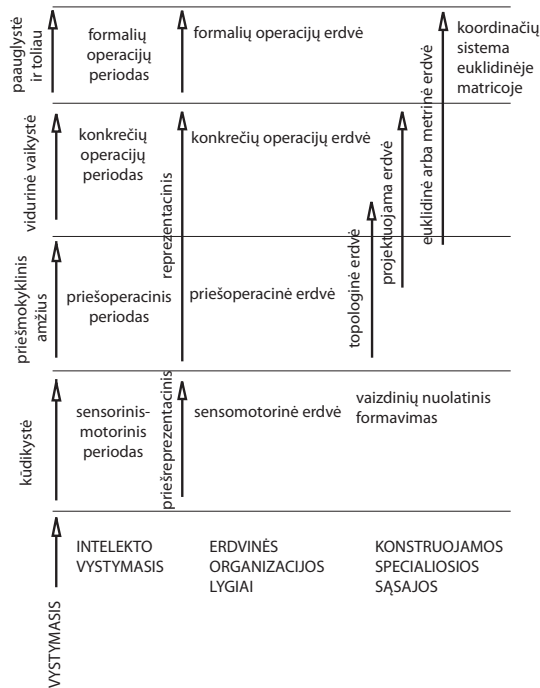 paauglystė
ir toliau
formalių
operacijų
periodas
formalių operacijų erdvė
koordinačių
sistema
euklidinėje
matricoje
euklidinė arba metrinė erdvė
vidurinė vaikystė
konkrečių
operacijų
periodas
reprezentacinis
konkrečių operacijų erdvė
projektuojama erdvė
priešmokyklinis
amžius
priešoperacinis
periodas
priešoperacinė erdvė
topologinė erdvė
kūdikystė
sensorinis-
motorinis
periodas
priešreprezentacinis
sensomotorinė erdvė
vaizdinių nuolatinis
formavimas
VYSTYMASIS
INTELEKTO
VYSTYMASIS
ERDVINĖS
ORGANIZACIJOS
LYGIAI
KONSTRUOJAMOS
SPECIALIOSIOS
SĄSAJOS